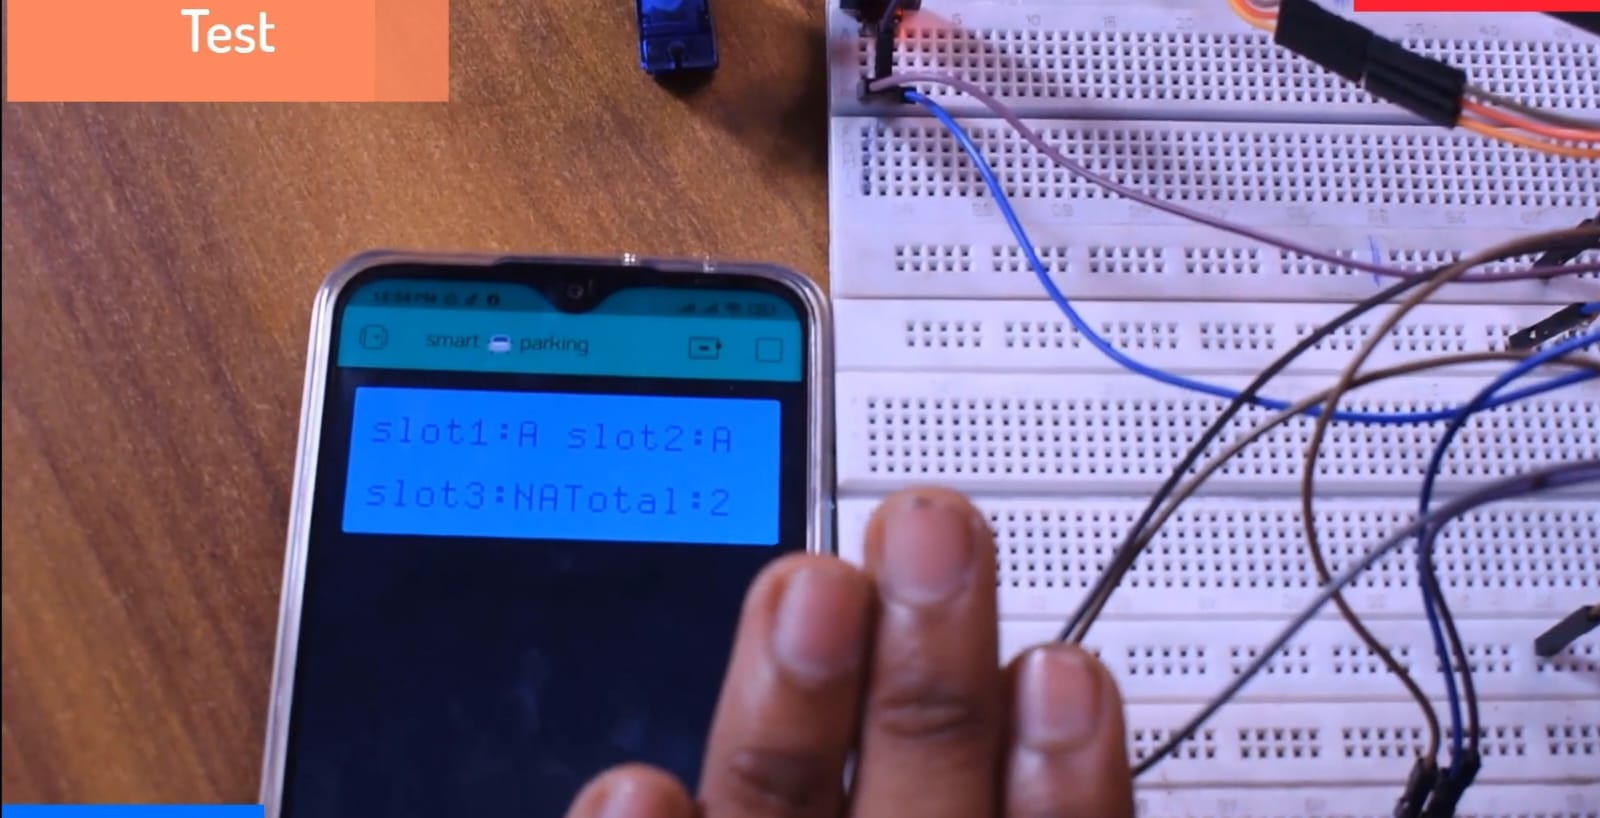 Test
smart parking
slot1:A slot2:A
slot3:NATotal:2